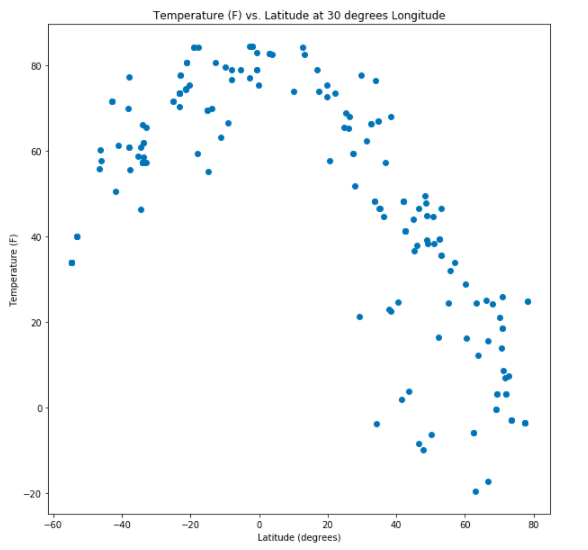 Temperature (F) vs. Latitude at 30 degrees Longitude
80
60
40
20
0
−20
Temperature (F)
−60 −40 −20 0 20 40 60 80
Latitude (degrees)